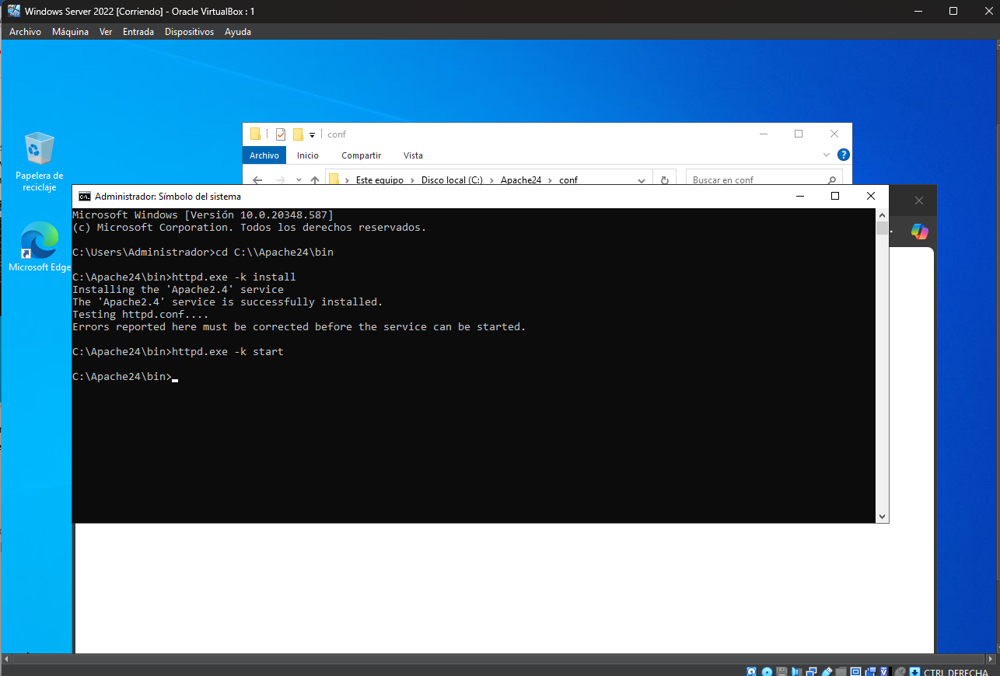 Windows Server 2022 [Corriendo] - Oracle VirtualBox : 1
Archivo Máquina Ver Entrada Dispositivos Ayuda
Papelera de
reciclaje
Microsoft Edge
conf
Archivo Inicio Compartir Vista
Este equipo > Disco local (C:) > Apache24 > conf
Buscar en conf
Administrador: Símbolo del sistema
Microsoft Windows [Versión 10.0.20348.587]
(c) Microsoft Corporation. Todos los derechos reservados.
C:\Users\Administrador>cd C:\\Apache24\bin
C:\Apache24\bin>httpd.exe -k install
Installing the 'Apache2.4' service
The 'Apache2.4' service is successfully installed.
Testing httpd.conf....
Errors reported here must be corrected before the service can be started.
C:\Apache24\bin>httpd.exe -k start
C:\Apache24\bin>
CTRL DERECHA